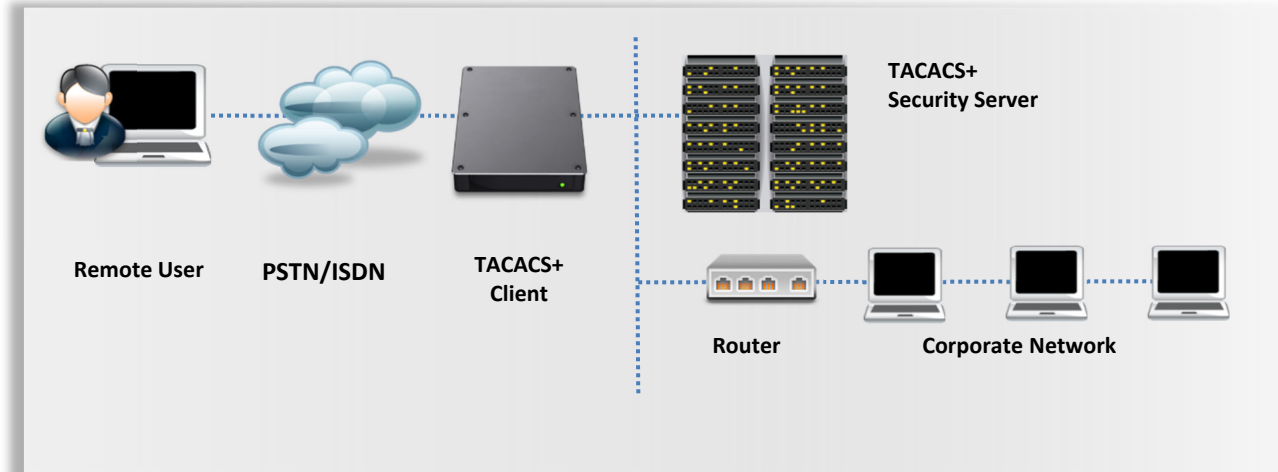 TACACS+
Security Server
Remote User
PSTN/ISDN
TACACS+
Client
Router
Corporate Network